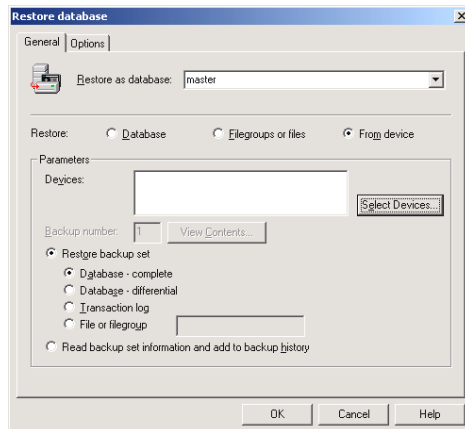 Restore database
General
Options
Restore as database:
master
Restore:
Database
Filegroups or files
From device
Parameters
Devices:
Select Devices...
Backup number:
1
View Contents...
Restore backup set
Database - complete
Database - differential
Transaction log
File or filegroup
Read backup set information and add to backup history
OK
Cancel
Help